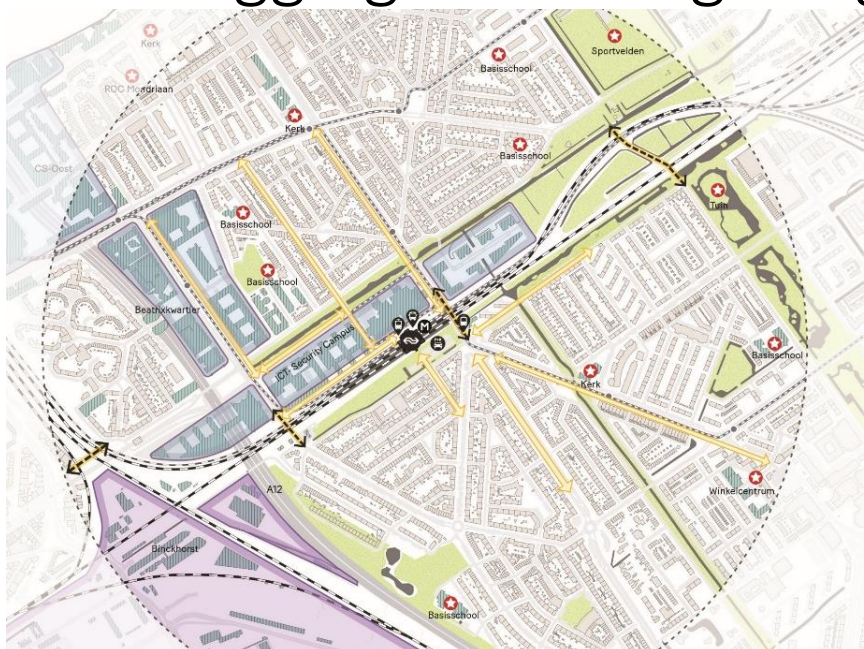 Kerk
Sportvelden
Basisschool
ROC Mondriaan
Kerk
Basisschool
CS-Oost
Tuin
Basisschool
Basisschool
Beatrixkwartier
M
ICT: Security Campus
Basisschool
Kerk
A12
Winkelcentrum
Binckhorst
Basisschool